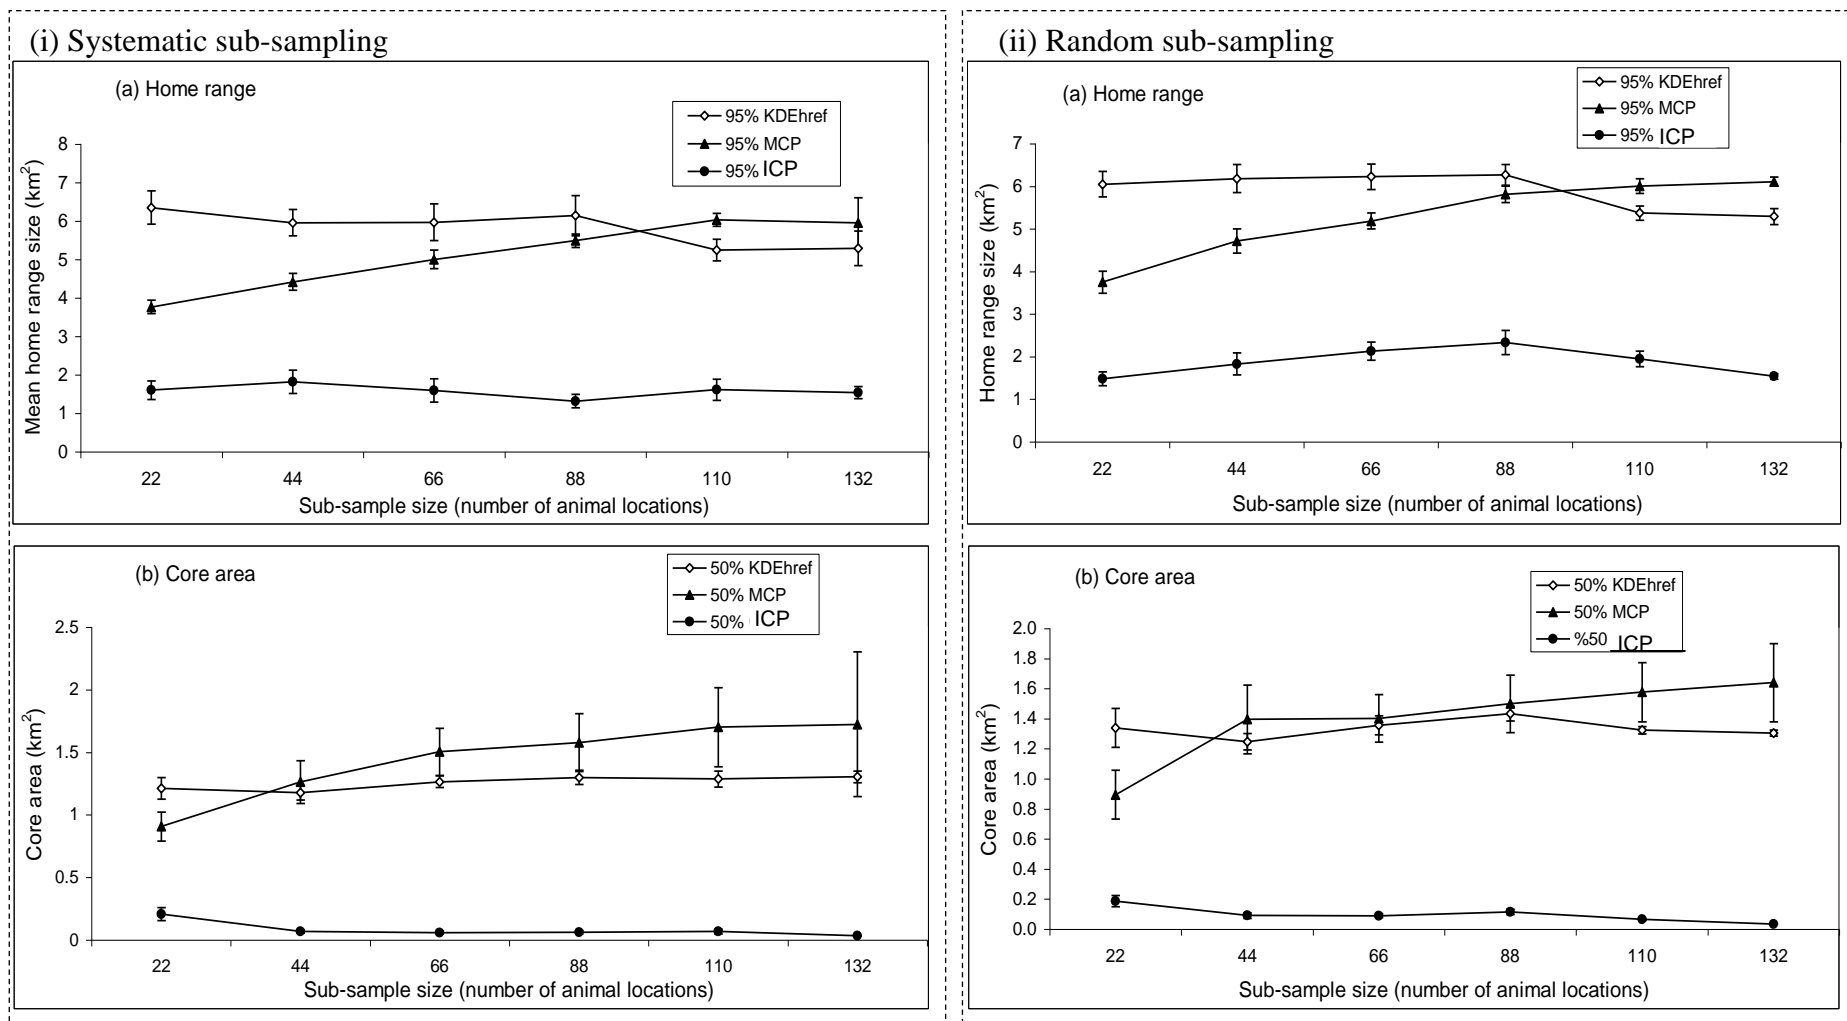 (i) Systematic sub-sampling
(a) Home range
95% KDEhref
95% MCP
95% ICP
Mean home range size (km²)
8
7
6
5
4
3
2
1
0
22 44 66 88 110 132
Sub-sample size (number of animal locations)
(b) Core area
50% KDEhref
50% MCP
50% ICP
Core area (km²)
2.5
2
1.5
1
0.5
0
22 44 66 88 110 132
Sub-sample size (number of animal locations)
(ii) Random sub-sampling
(a) Home range
95% KDEhref
95% MCP
95% ICP
Home range size (km²)
7
6
5
4
3
2
1
0
22 44 66 88 110 132
Sub-sample size (number of animal locations)
(b) Core area
50% KDEhref
50% MCP
%50 ICP
Core area (km²)
2.0
1.8
1.6
1.4
1.2
1.0
0.8
0.6
0.4
0.2
0.0
22 44 66 88 110 132
Sub-sample size (number of animal locations)